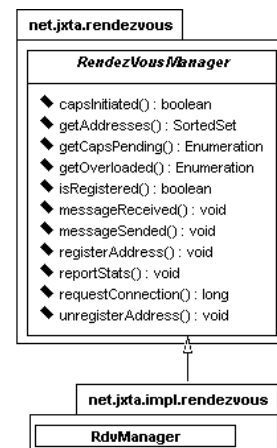 net.jxta.rendezvous
RendezVousManager
capsInitiated() : boolean
getAddresses() : SortedSet
getCapsPending() : Enumeration
getOverloaded() : Enumeration
isRegistered() : boolean
messageReceived() : void
messageSended() : void
registerAddress() : void
reportStats() : void
requestConnection() : long
unregisterAddress() : void
net.jxta.impl.rendezvous
RdvManager